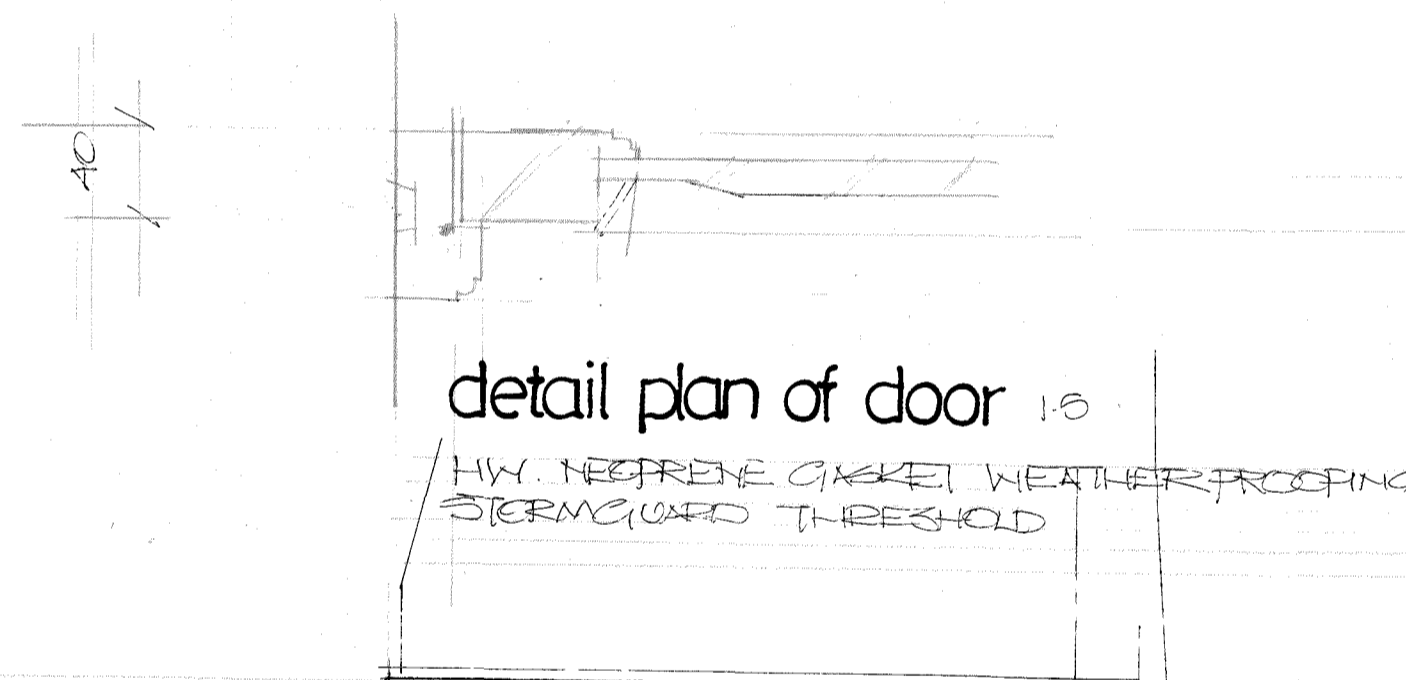 40
detail plan of door 1-5
HW. NEOPRENE GASKET WEATHERPROOFING
STORMGUARD THRESHOLD